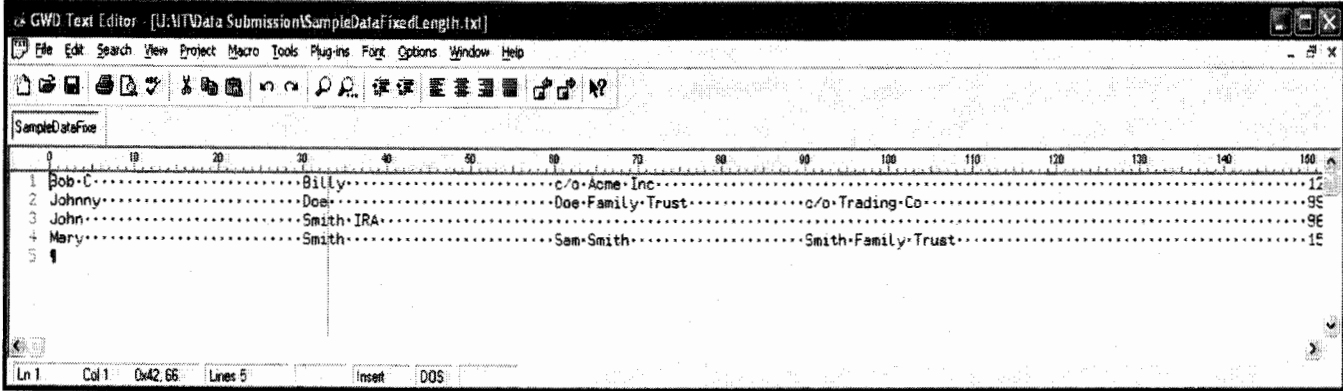 GWD Text Editor - [U:\IT\Data Submission\SampleDataFixedLength.txt]
File Edit Search View Project Macro Tools Plug-ins Font Options Window Help
SampleDataFixe
0 10 20 30 40 50 60 70 80 90 100 110 120 130 140 150
1 Bob·C·························Billy·························c/o·Acme·Inc··············································································12
2 Johnny························Doe···························Doe·Family·Trust··············c/o·Trading·Co··············································99
3 John··························Smith·IRA·················································································································96
4 Mary··························Smith·························Sam·Smith·····················Smith·Family·Trust··········································15
5 ¶
Ln 1 Col 1 0x42, 66 Lines 5 Insert DOS